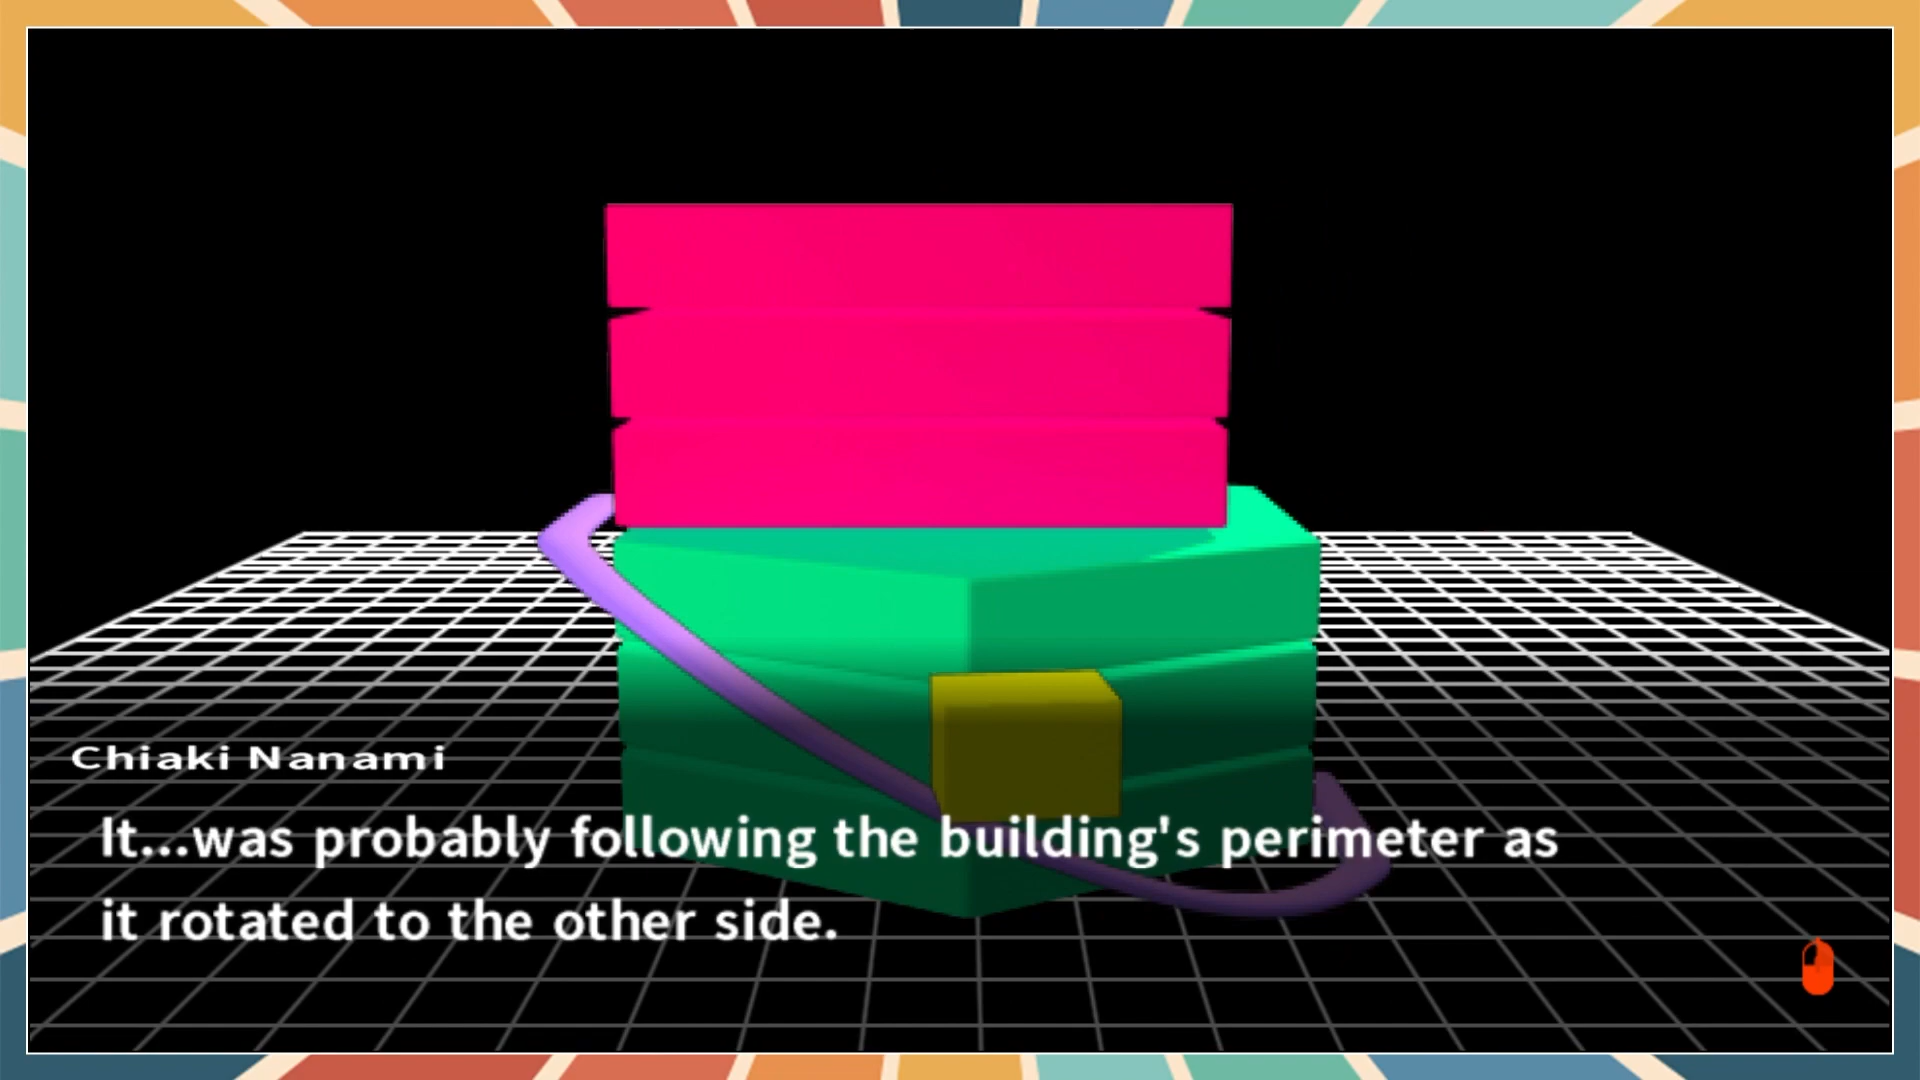 Chiaki Nanami
It...was probably following the building's perimeter as
it rotated to the other side.